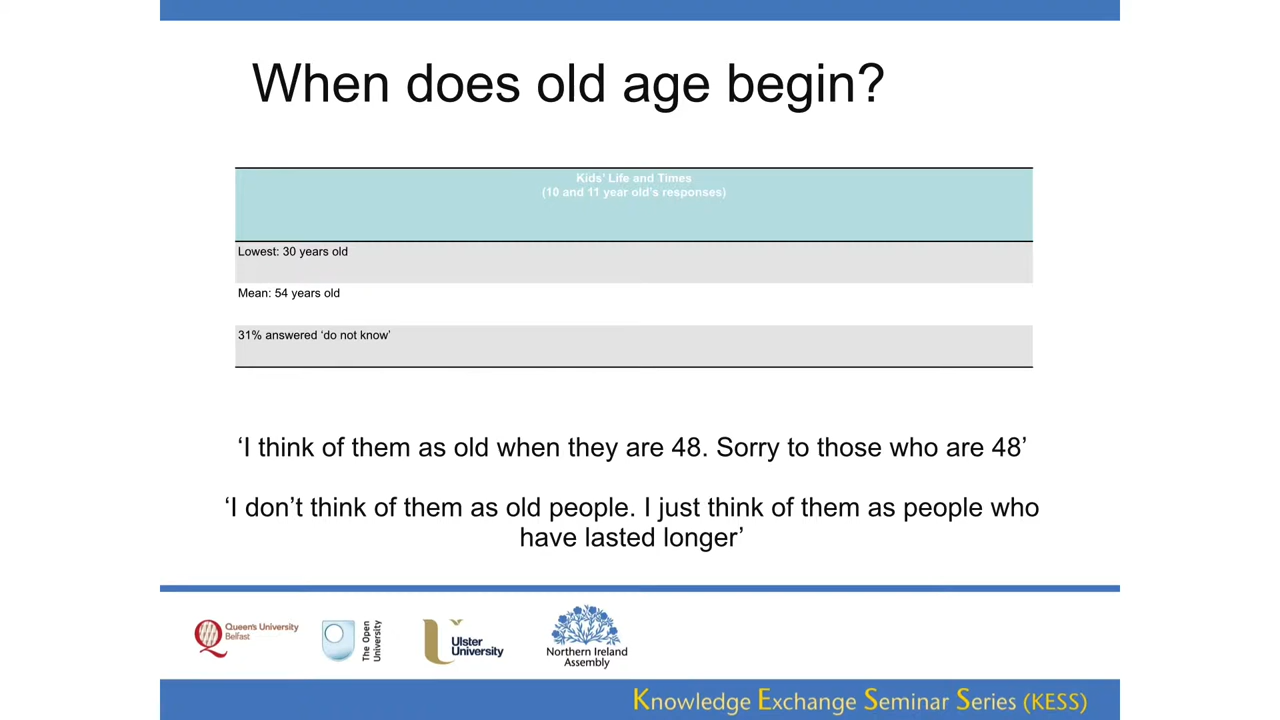 When does old age begin?
Kids' Life and Times
(10 and 11 year old's responses)
Lowest: 30 years old
Mean: 54 years old
31% answered ‘do not know’
‘I think of them as old when they are 48. Sorry to those who are 48’
‘I don’t think of them as old people. I just think of them as people who
have lasted longer’
Queen's University
Belfast
The Open
University
Ulster
University
Northern Ireland
Assembly
Knowledge Exchange Seminar Series (KESS)